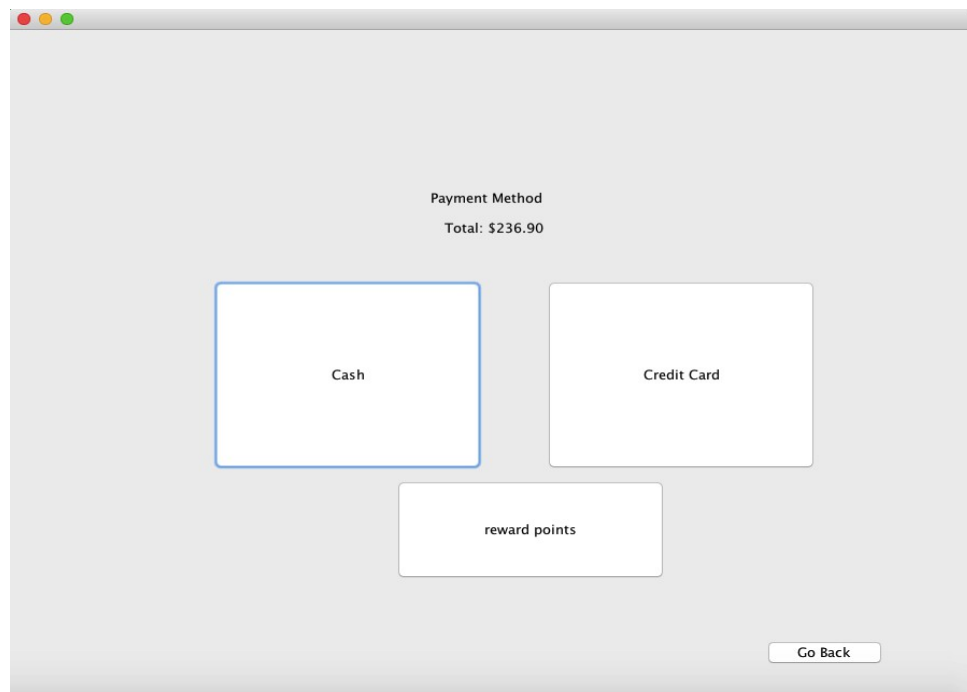 Payment Method
Total: $236.90
Cash
Credit Card
reward points
Go Back